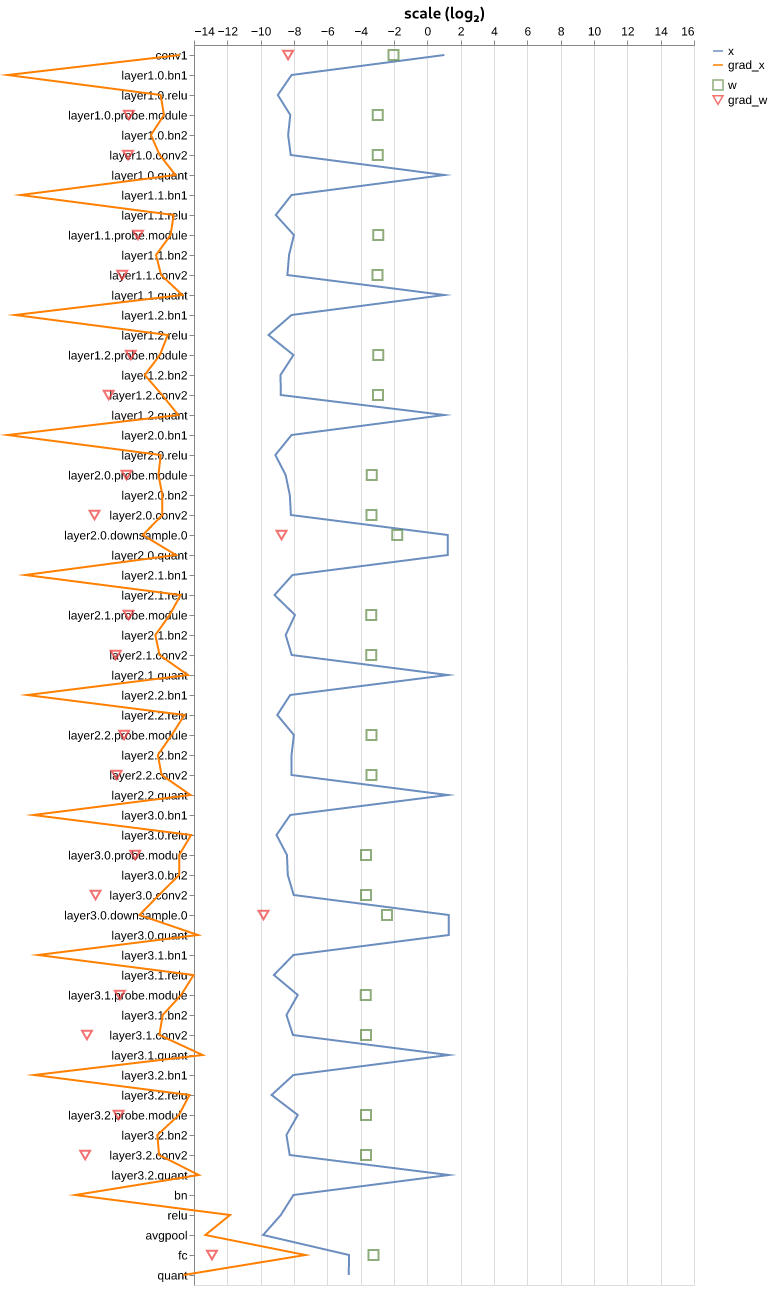 scale (log₂)
−14 −12 −10 −8 −6 −4 −2 0 2 4 6 8 10 12 14 16
x
grad_x
w
grad_w
conv1
layer1.0.bn1
layer1.0.relu
layer1.0.probe.module
layer1.0.bn2
layer1.0.conv2
layer1.0.quant
layer1.1.bn1
layer1.1.relu
layer1.1.probe.module
layer1.1.bn2
layer1.1.conv2
layer1.1.quant
layer1.2.bn1
layer1.2.relu
layer1.2.probe.module
layer1.2.bn2
layer1.2.conv2
layer1.2.quant
layer2.0.bn1
layer2.0.relu
layer2.0.probe.module
layer2.0.bn2
layer2.0.conv2
layer2.0.downsample.0
layer2.0.quant
layer2.1.bn1
layer2.1.relu
layer2.1.probe.module
layer2.1.bn2
layer2.1.conv2
layer2.1.quant
layer2.2.bn1
layer2.2.relu
layer2.2.probe.module
layer2.2.bn2
layer2.2.conv2
layer2.2.quant
layer3.0.bn1
layer3.0.relu
layer3.0.probe.module
layer3.0.bn2
layer3.0.conv2
layer3.0.downsample.0
layer3.0.quant
layer3.1.bn1
layer3.1.relu
layer3.1.probe.module
layer3.1.bn2
layer3.1.conv2
layer3.1.quant
layer3.2.bn1
layer3.2.relu
layer3.2.probe.module
layer3.2.bn2
layer3.2.conv2
layer3.2.quant
bn
relu
avgpool
fc
quant